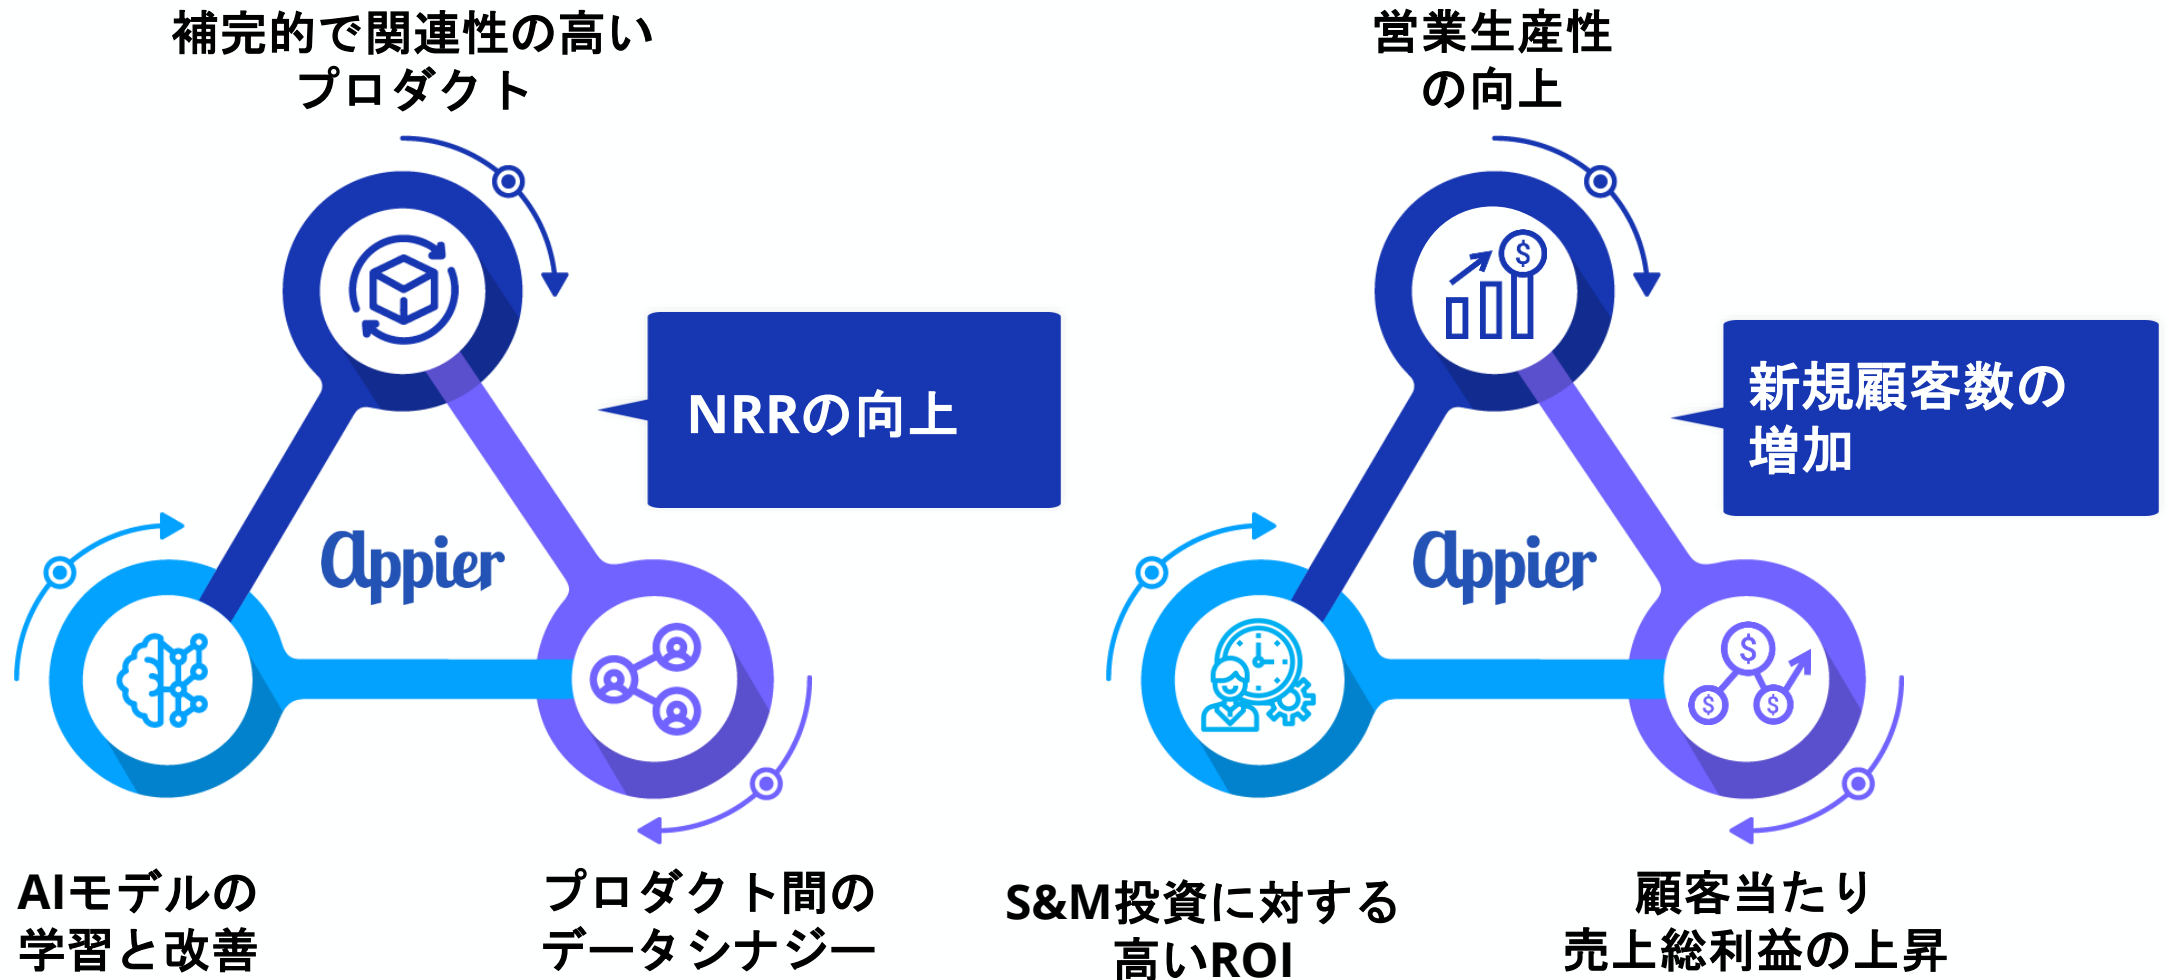 補完的で関連性の高い
プロダクト
NRRの向上
appier
AIモデルの
学習と改善
プロダクト間の
データシナジー
営業生産性
の向上
$
新規顧客数の
増加
appier
$
$
$
S&M投資に対する
高いROI
顧客当たり
売上総利益の上昇